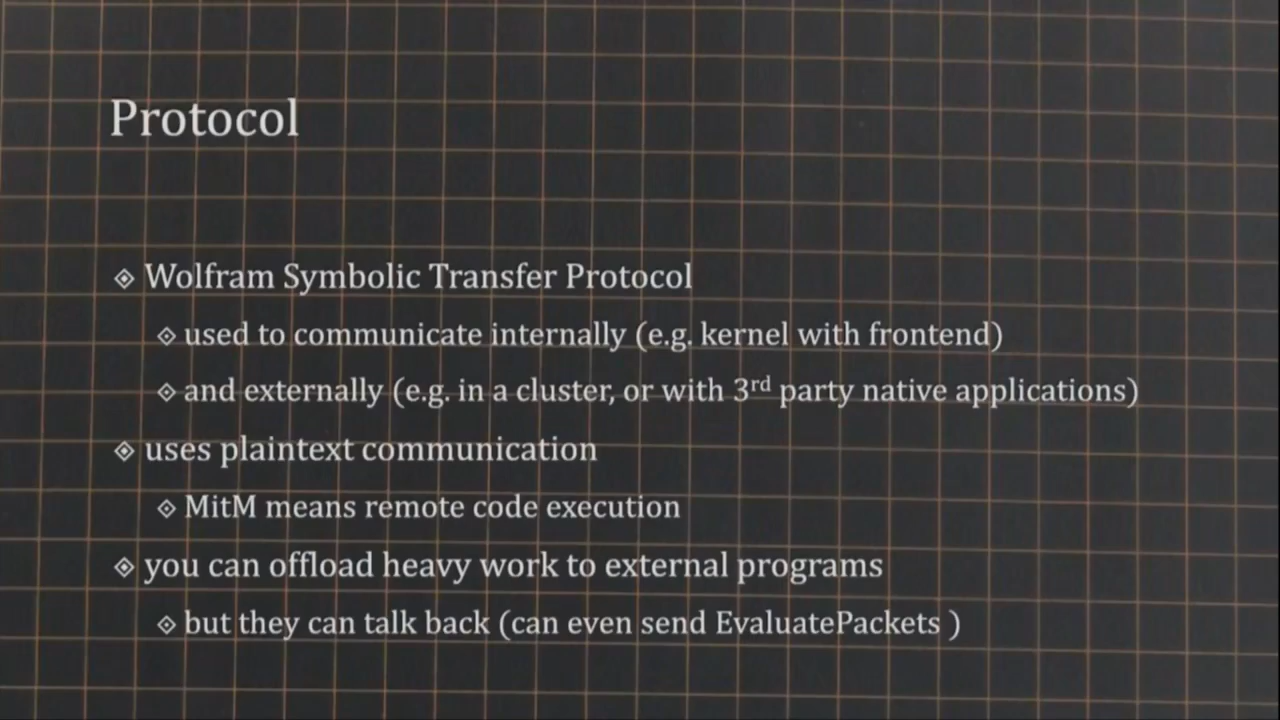 Protocol
Wolfram Symbolic Transfer Protocol
used to communicate internally (e.g. kernel with frontend)
and externally (e.g. in a cluster, or with 3rd party native applications)
uses plaintext communication
MitM means remote code execution
you can offload heavy work to external programs
but they can talk back (can even send EvaluatePackets )